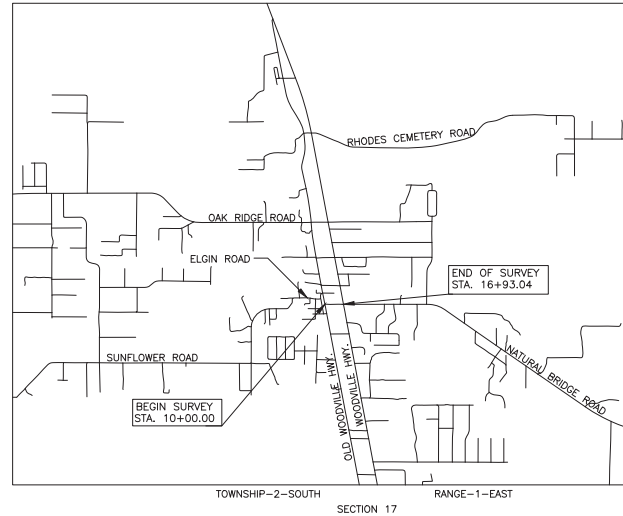 RHODES CEMETERY ROAD
OAK RIDGE ROAD
ELGIN ROAD
END OF SURVEY
STA. 16+93.04
SUNFLOWER ROAD
NATURAL BRIDGE ROAD
OLD WOODVILLE HWY.
WOODVILLE HWY.
BEGIN SURVEY
STA. 10+00.00
TOWNSHIP-2-SOUTH
RANGE-1-EAST
SECTION 17